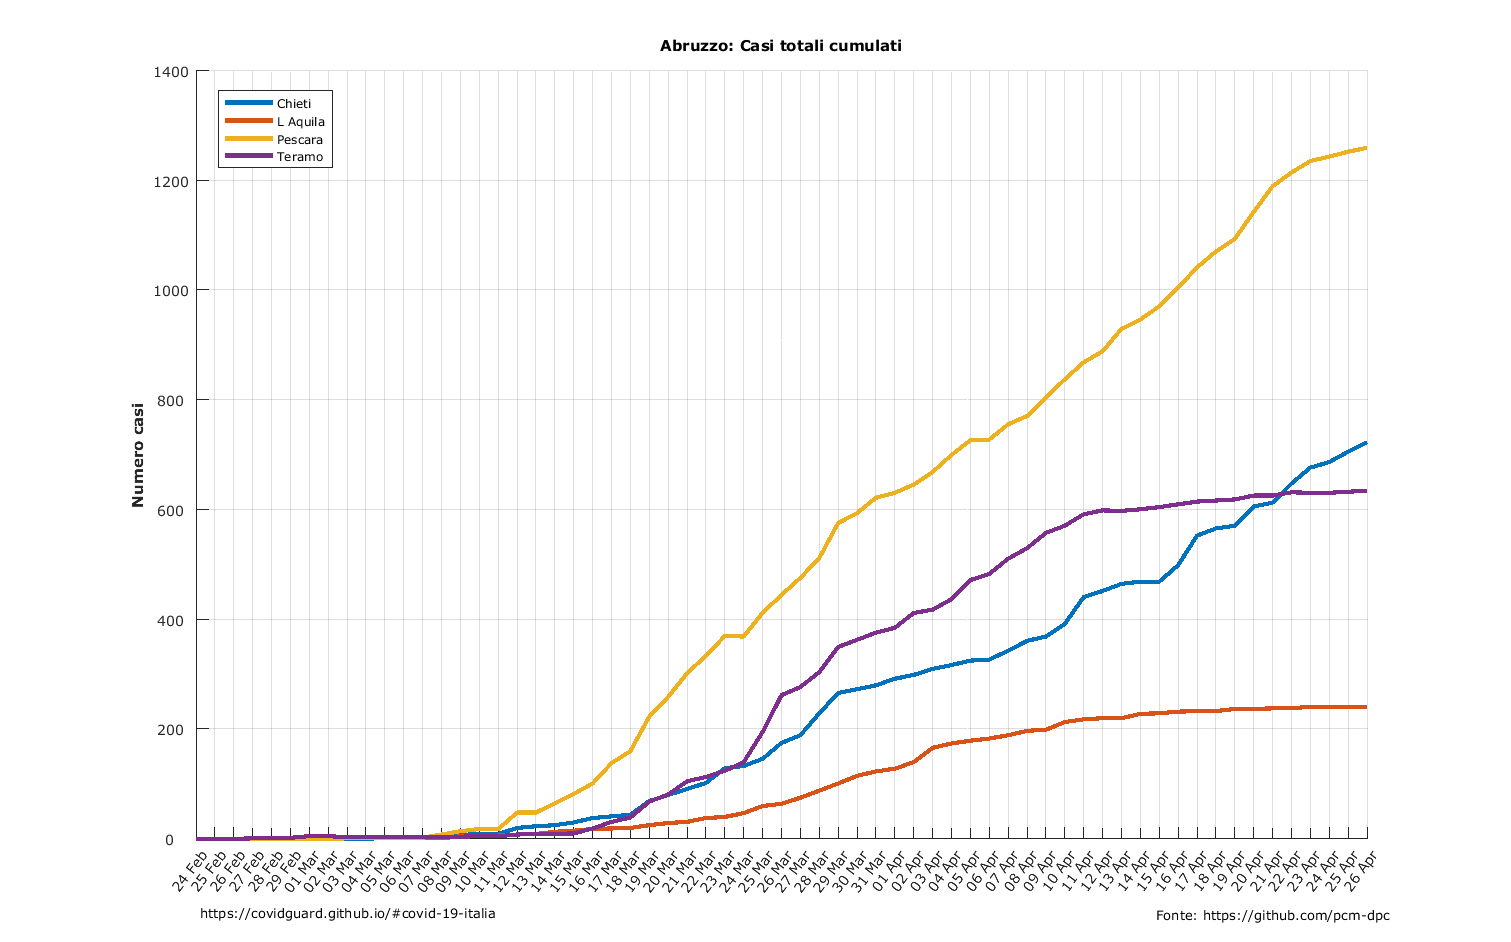 Abruzzo: Casi totali cumulati
1400
1200
1000
800
600
400
200
0
Numero casi
Chieti
L Aquila
Pescara
Teramo
24 Feb
25 Feb
26 Feb
27 Feb
28 Feb
29 Feb
01 Mar
02 Mar
03 Mar
04 Mar
05 Mar
06 Mar
07 Mar
08 Mar
09 Mar
10 Mar
11 Mar
12 Mar
13 Mar
14 Mar
15 Mar
16 Mar
17 Mar
18 Mar
19 Mar
20 Mar
21 Mar
22 Mar
23 Mar
24 Mar
25 Mar
26 Mar
27 Mar
28 Mar
29 Mar
30 Mar
31 Mar
01 Apr
02 Apr
03 Apr
04 Apr
05 Apr
06 Apr
07 Apr
08 Apr
09 Apr
10 Apr
11 Apr
12 Apr
13 Apr
14 Apr
15 Apr
16 Apr
17 Apr
18 Apr
19 Apr
20 Apr
21 Apr
22 Apr
23 Apr
24 Apr
25 Apr
26 Apr
https://covidguard.github.io/#covid-19-italia
Fonte: https://github.com/pcm-dpc